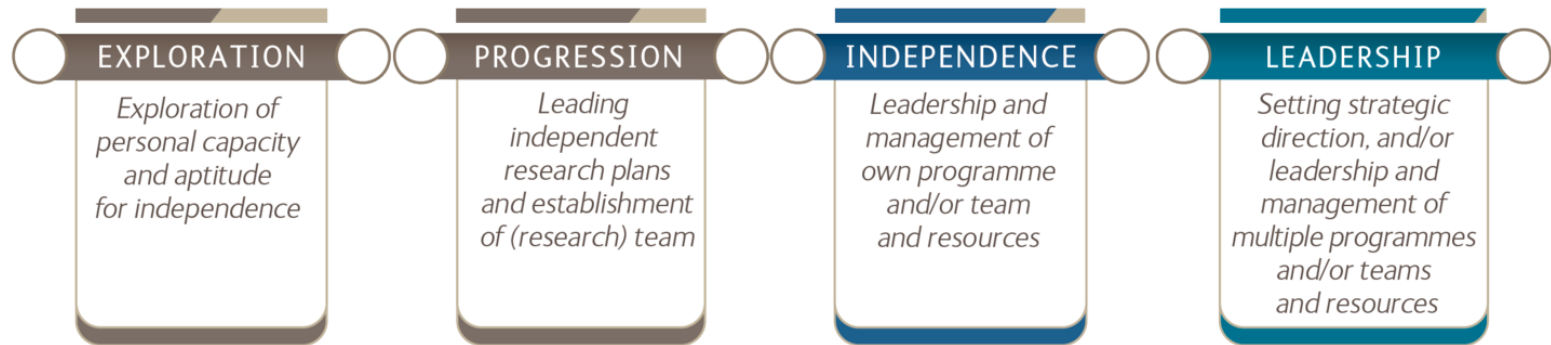 EXPLORATION
Exploration of
personal capacity
and aptitude
for independence
PROGRESSION
Leading
independent
research plans
and establishment
of (research) team
INDEPENDENCE
Leadership and
management of
own programme
and/or team
and resources
LEADERSHIP
Setting strategic
direction, and/or
leadership and
management of
multiple programmes
and/or teams
and resources